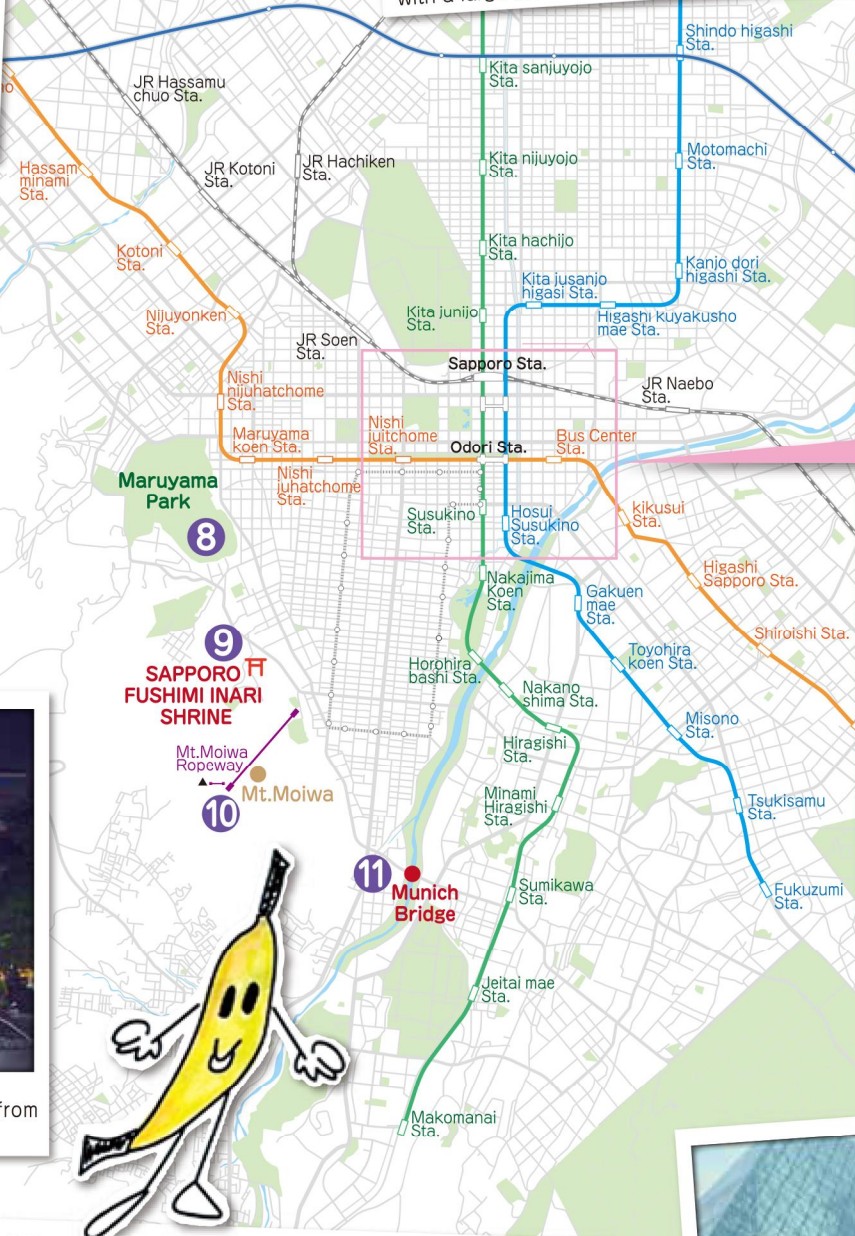 Shindo higashi
Sta.
Kita sanjuyojo
Sta.
JR Hassamu
chuo Sta.
Motomachi
Sta.
Kita nijuyojo
Sta.
JR Hachiken
Sta.
JR Kotoni
Sta.
Hassam
minami
Sta.
Kita hachijo
Sta.
Kotoni
Sta.
Kanjo dori
higashi Sta.
Kita jusanjo
higasi Sta.
Higashi kuyakusho
mae Sta.
Kita junijo
Sta.
Nijuyonken
Sta.
JR Soen
Sta.
Sapporo Sta.
Nishi
nijuhatchome
Sta.
JR Naebo
Sta.
Maruyama
koen Sta.
Nishi
juitchome
Sta.
Odori Sta.
Bus Center
Sta.
Nishi
juhatchome
Sta.
Maruyama
Park
8
Susukino
Sta.
Hosui
Susukino
Sta.
kikusui
Sta.
Higashi
Sapporo Sta.
Nakajima
Koen
Sta.
Gakuen
mae
Sta.
Shiroishi Sta.
9
SAPPORO
FUSHIMI INARI
SHRINE
Horohira
bashi Sta.
Toyohira
koen Sta.
Nakano
shima Sta.
Misono
Sta.
Hiragishi
Sta.
Mt.Moiwa
Ropeway
Mt.Moiwa
10
Minami
Hiragishi
Sta.
Tsukisamu
Sta.
11
Munich
Bridge
Sumikawa
Sta.
Fukuzumi
Sta.
Jeitai mae
Sta.
from
Makomanai
Sta.